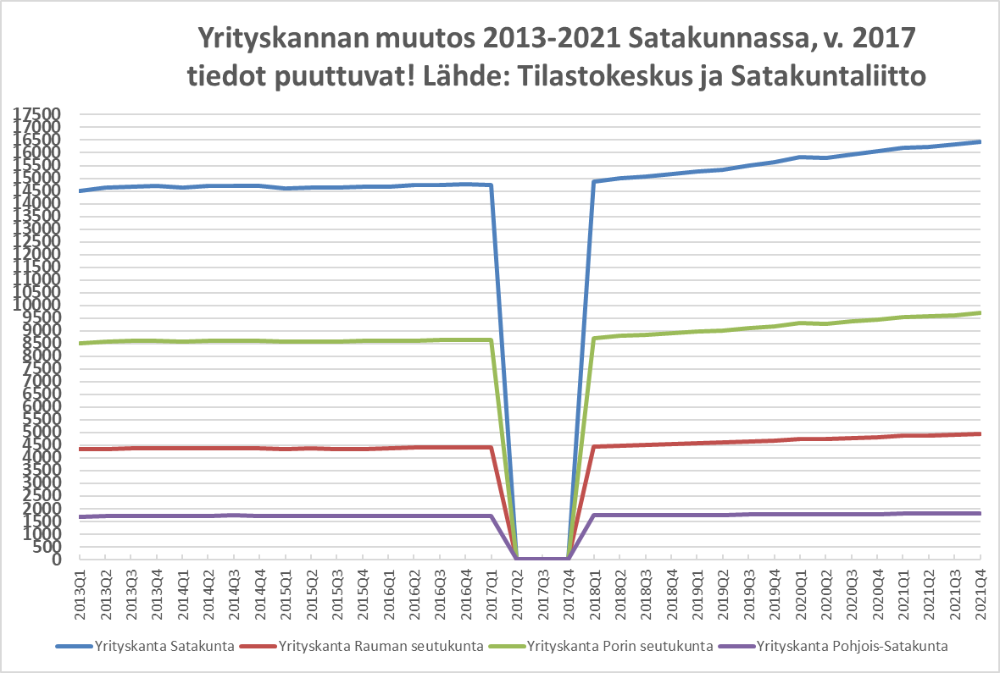 Yrityskannan muutos 2013-2021 Satakunnassa, v. 2017
tiedot puuttuvat! Lähde: Tilastokeskus ja Satakuntaliitto
17500
17000
16500
16000
15500
15000
14500
14000
13500
13000
12500
12000
11500
11000
10500
10000
9500
9000
8500
8000
7500
7000
6500
6000
5500
5000
4500
4000
3500
3000
2500
2000
1500
1000
500
0
2013Q1
2013Q2
2013Q3
2013Q4
2014Q1
2014Q2
2014Q3
2014Q4
2015Q1
2015Q2
2015Q3
2015Q4
2016Q1
2016Q2
2016Q3
2016Q4
2017Q1
2017Q2
2017Q3
2017Q4
2018Q1
2018Q2
2018Q3
2018Q4
2019Q1
2019Q2
2019Q3
2019Q4
2020Q1
2020Q2
2020Q3
2020Q4
2021Q1
2021Q2
2021Q3
2021Q4
Yrityskanta Satakunta
Yrityskanta Rauman seutukunta
Yrityskanta Porin seutukunta
Yrityskanta Pohjois-Satakunta